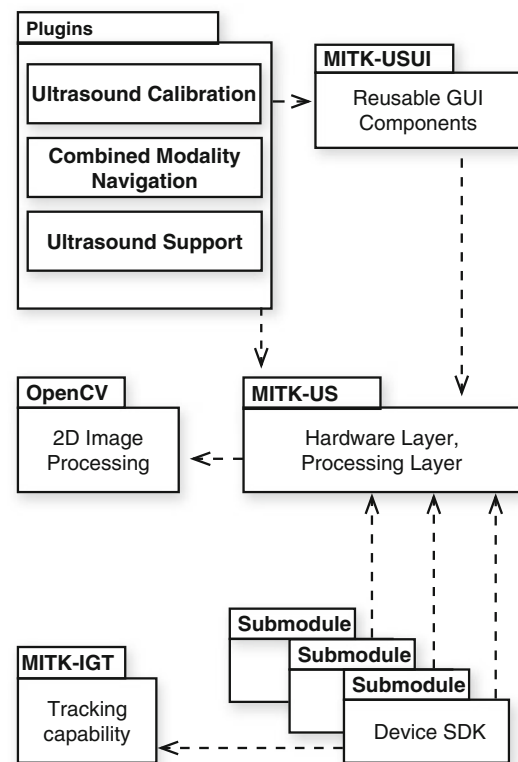 Plugins
Ultrasound Calibration
Combined Modality
Navigation
Ultrasound Support
MITK-USUI
Reusable GUI
Components
OpenCV
2D Image
Processing
MITK-US
Hardware Layer,
Processing Layer
Submodule
Submodule
Submodule
Device SDK
MITK-IGT
Tracking
capability